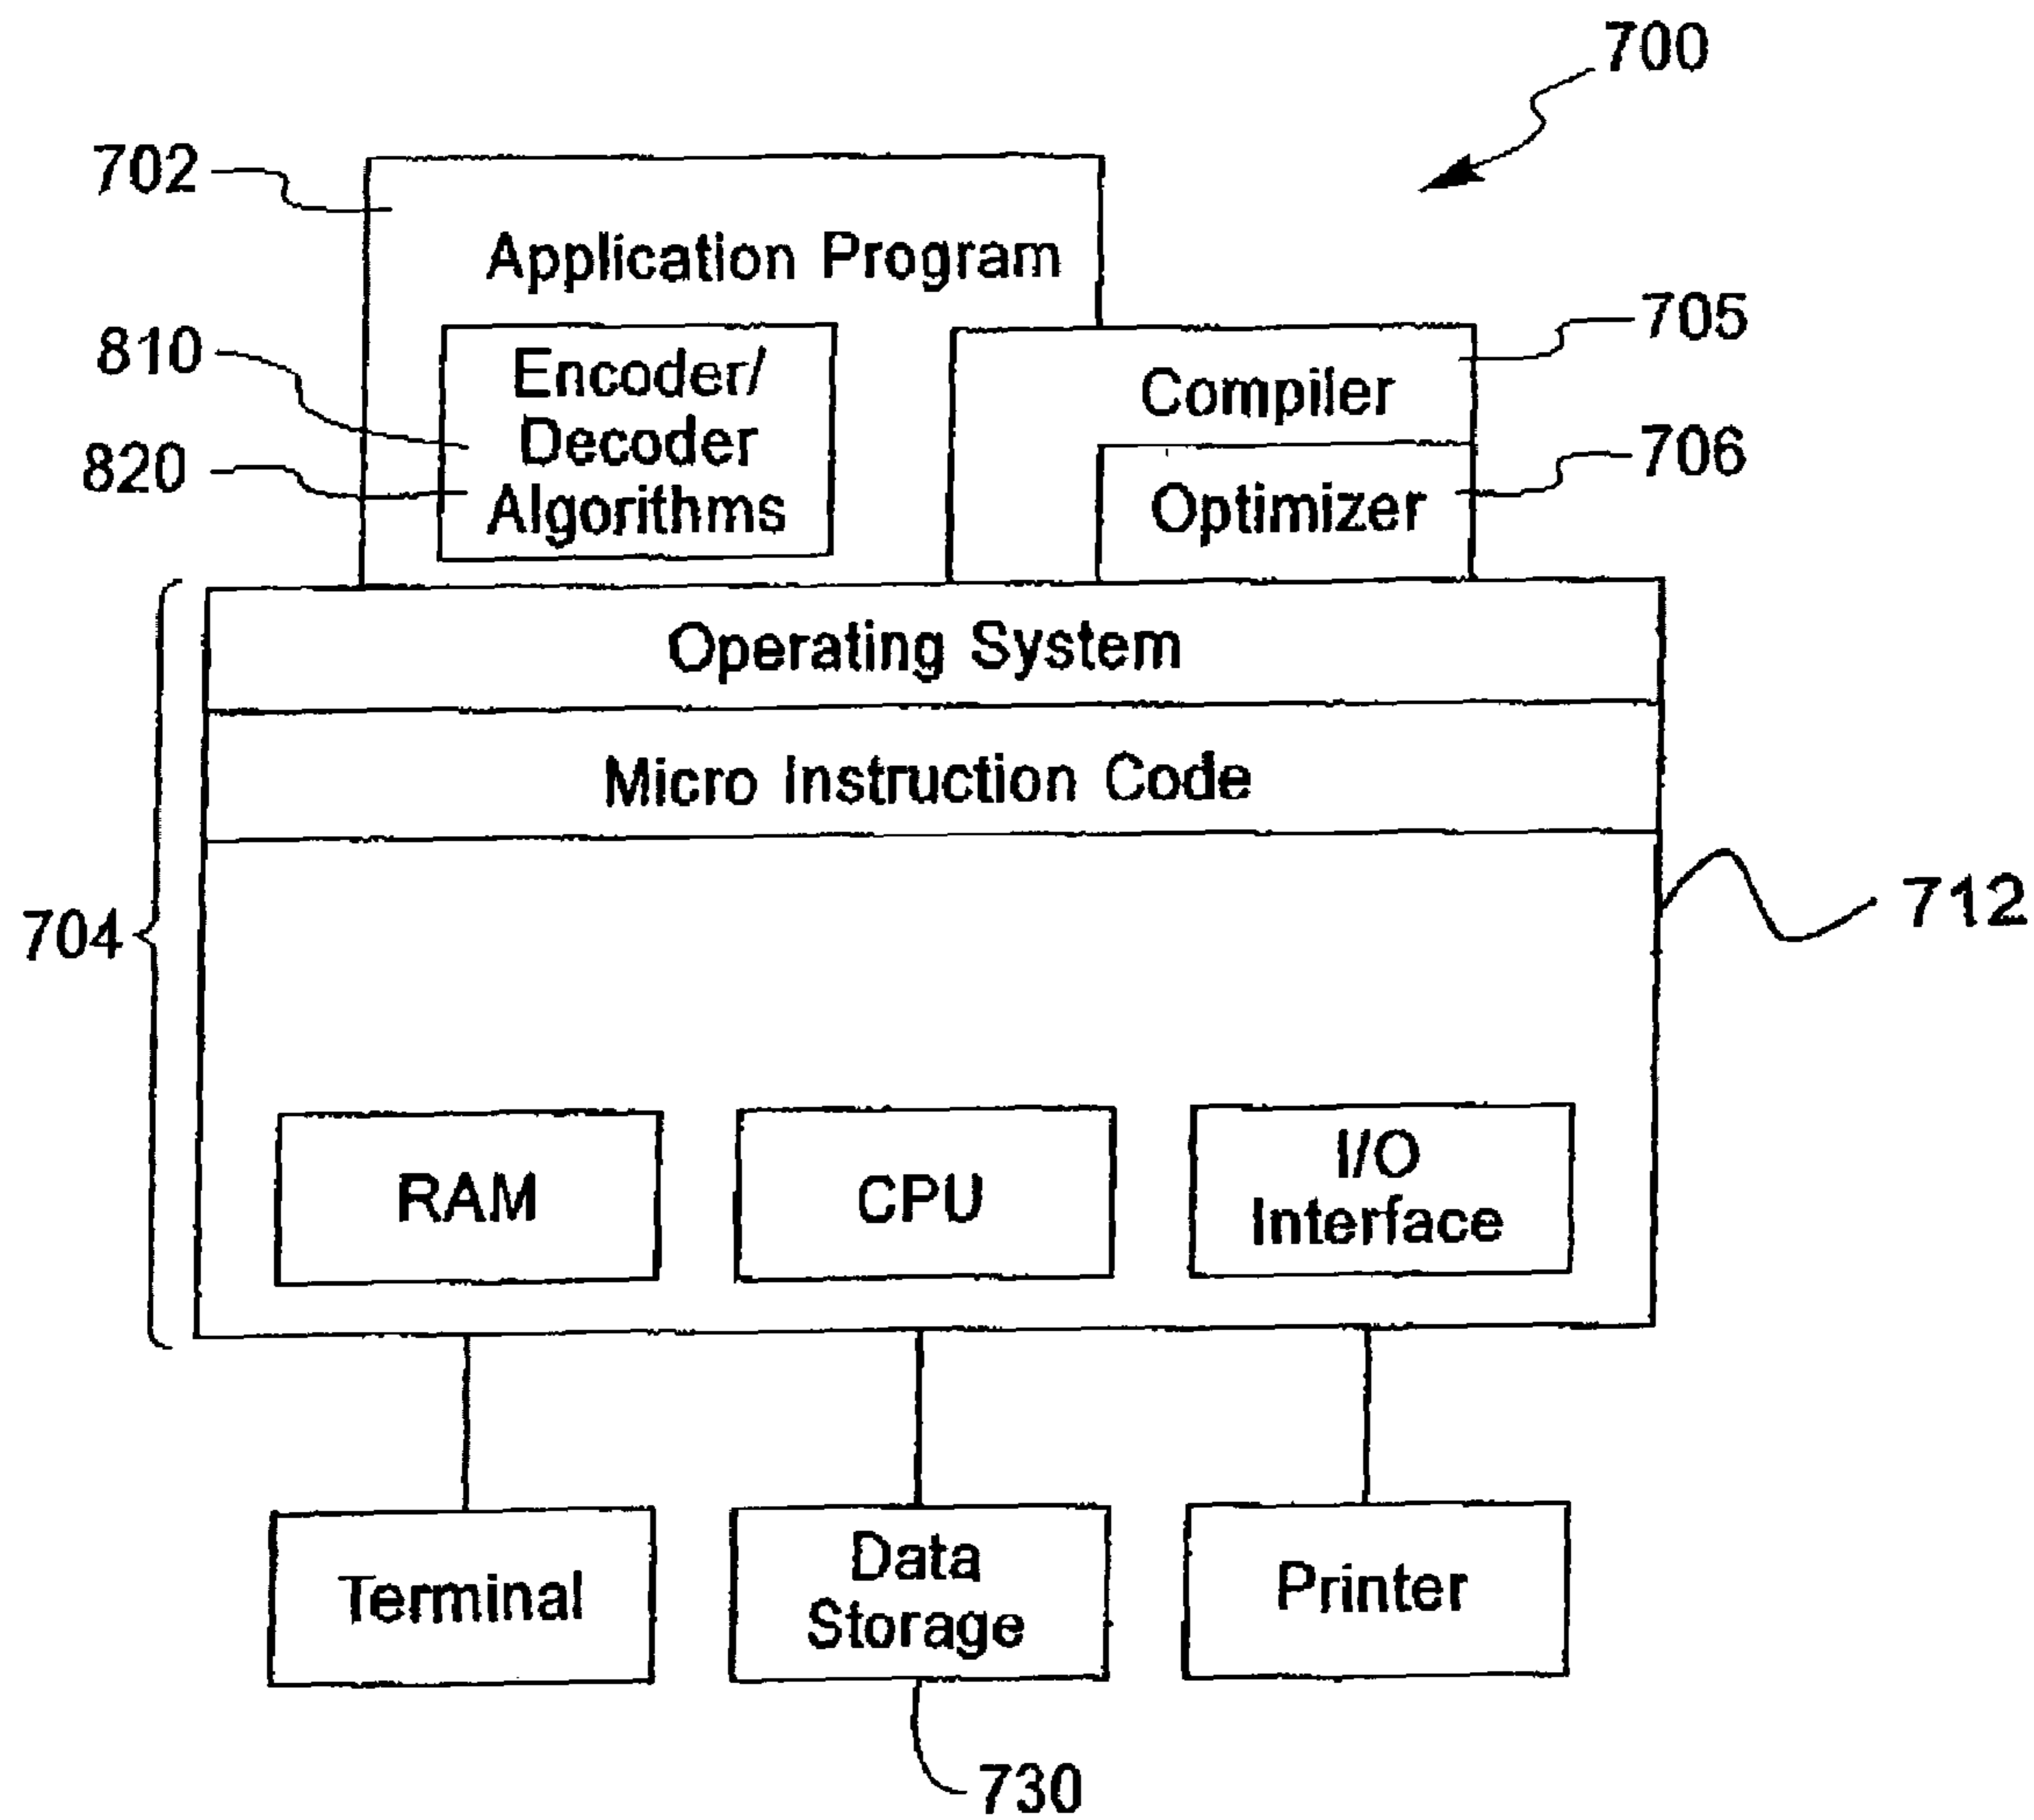 700
702
Application Program
810
Encoder/
Decoder
Algorithms
820
705
Compiler
706
Optimizer
Operating System
Micro Instruction Code
704
712
RAM
CPU
I/O
Interface
Terminal
Data
Storage
Printer
730